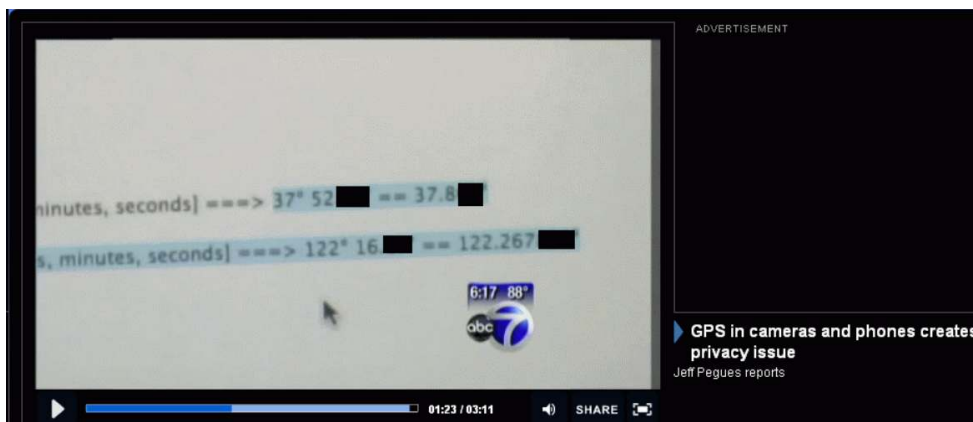 ADVERTISEMENT
minutes, seconds] ===> 37° 52 == 37.8
s, minutes, seconds] ===> 122° 16. == 122.267
6:17 88°
abc 7
GPS in cameras and phones creates
privacy issue
Jeff Pegues reports
01:23 / 03:11 SHARE